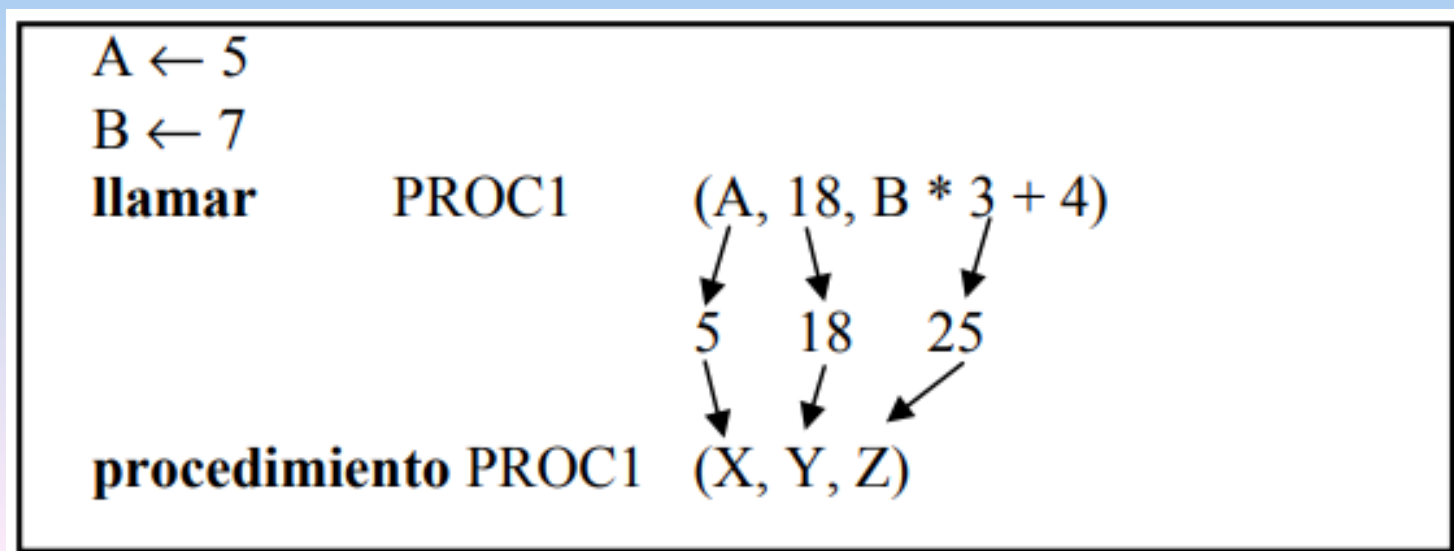 A ← 5
B ← 7
llamar PROC1 (A, 18, B * 3 + 4)
5 18 25
procedimiento PROC1 (X, Y, Z)